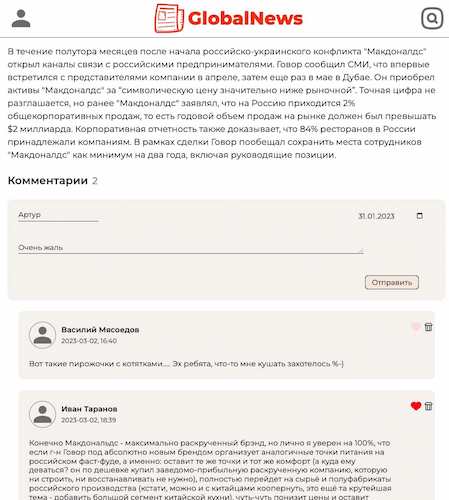 GlobalNews
В течение полутора месяцев после начала российско-украинского конфликта "Макдоналдс"
открыл каналы связи с российскими предпринимателями. Говор сообщил СМИ, что впервые
встретился с представителями компании в апреле, затем еще раз в мае в Дубае. Он приобрел
активы "Макдоналдс" за "символическую цену значительно ниже рыночной". Точная цифра не
разглашается, но ранее "Макдоналдс" заявлял, что на Россию приходится 2%
общекорпоративных продаж, то есть годовой объем продаж на рынке должен был превышать
$2 миллиарда. Корпоративная отчетность также доказывает, что 84% ресторанов в России
принадлежали компаниям. В рамках сделки Говор пообещал сохранить места сотрудников
"Макдоналдс" как минимум на два года, включая руководящие позиции.
Комментарии 2
Артур 31.01.2023
Очень жаль
Отправить
Василий Мясоедов
2023-03-02, 16:40
Вот такие пирожочки с котятками.... Эх ребята, что-то мне кушать захотелось %-)
Иван Таранов
2023-03-02, 18:39
Конечно Макдональдс - максимально раскрученный брэнд, но лично я уверен на 100%, что
если г-н Говор под абсолютно новым брендом организует аналогичные точки питания на
российском фаст-фуде, а именно: оставит те же точки и тот же комфорт (а куду ему
деваться? он по дешевке купил заведомо-прибыльную раскрученную компанию, которую
ни строить, ни восстанавливать не нужно), полностью перейдет на сырьё и полуфабрикаты
российского производства (кстати, можно и с китайцами скооперить, это ещё та крутейшая
тема - добавить большой сегмент китайской кухни), чуть-чуть понизит цены и оставит